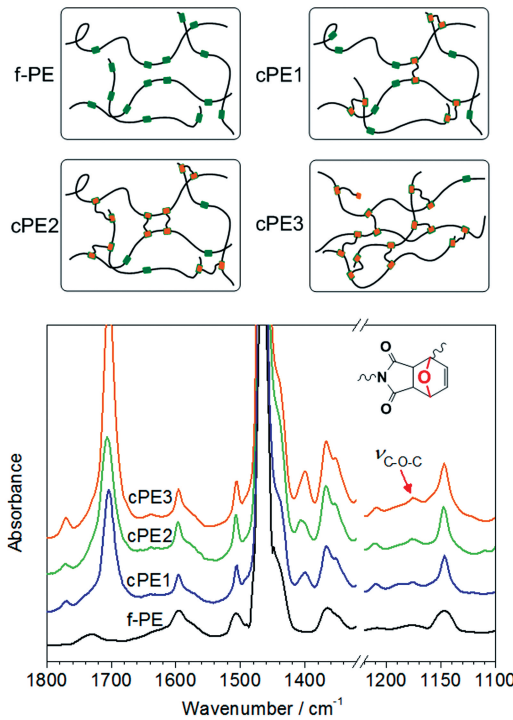 f-PE
cPE1
cPE2
cPE3
O
N
O
O
νC-O-C
cPE3
cPE2
cPE1
f-PE
Absorbance
1800 1700 1600 1500 1400 1300 1200 1150 1100
Wavenumber / cm-1